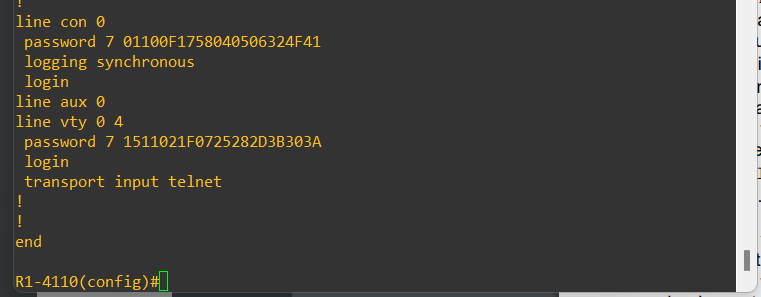 !
line con 0
 password 7 01100F1758040506324F41
 logging synchronous
 login
line aux 0
line vty 0 4
 password 7 1511021F0725282D3B303A
 login
 transport input telnet
!
!
end
R1-4110(config)#